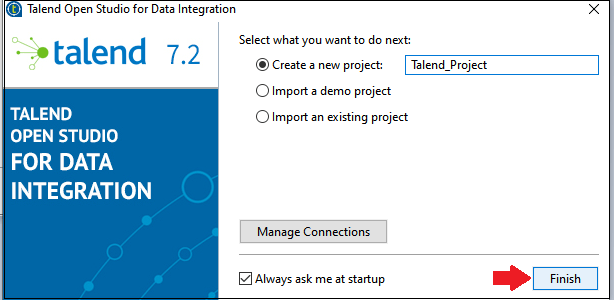 Talend Open Studio for Data Integration
talend 7.2
TALEND
OPEN STUDIO
FOR DATA
INTEGRATION
Select what you want to do next:
Create a new project: Talend_Project
Import a demo project
Import an existing project
Manage Connections
Always ask me at startup
Finish